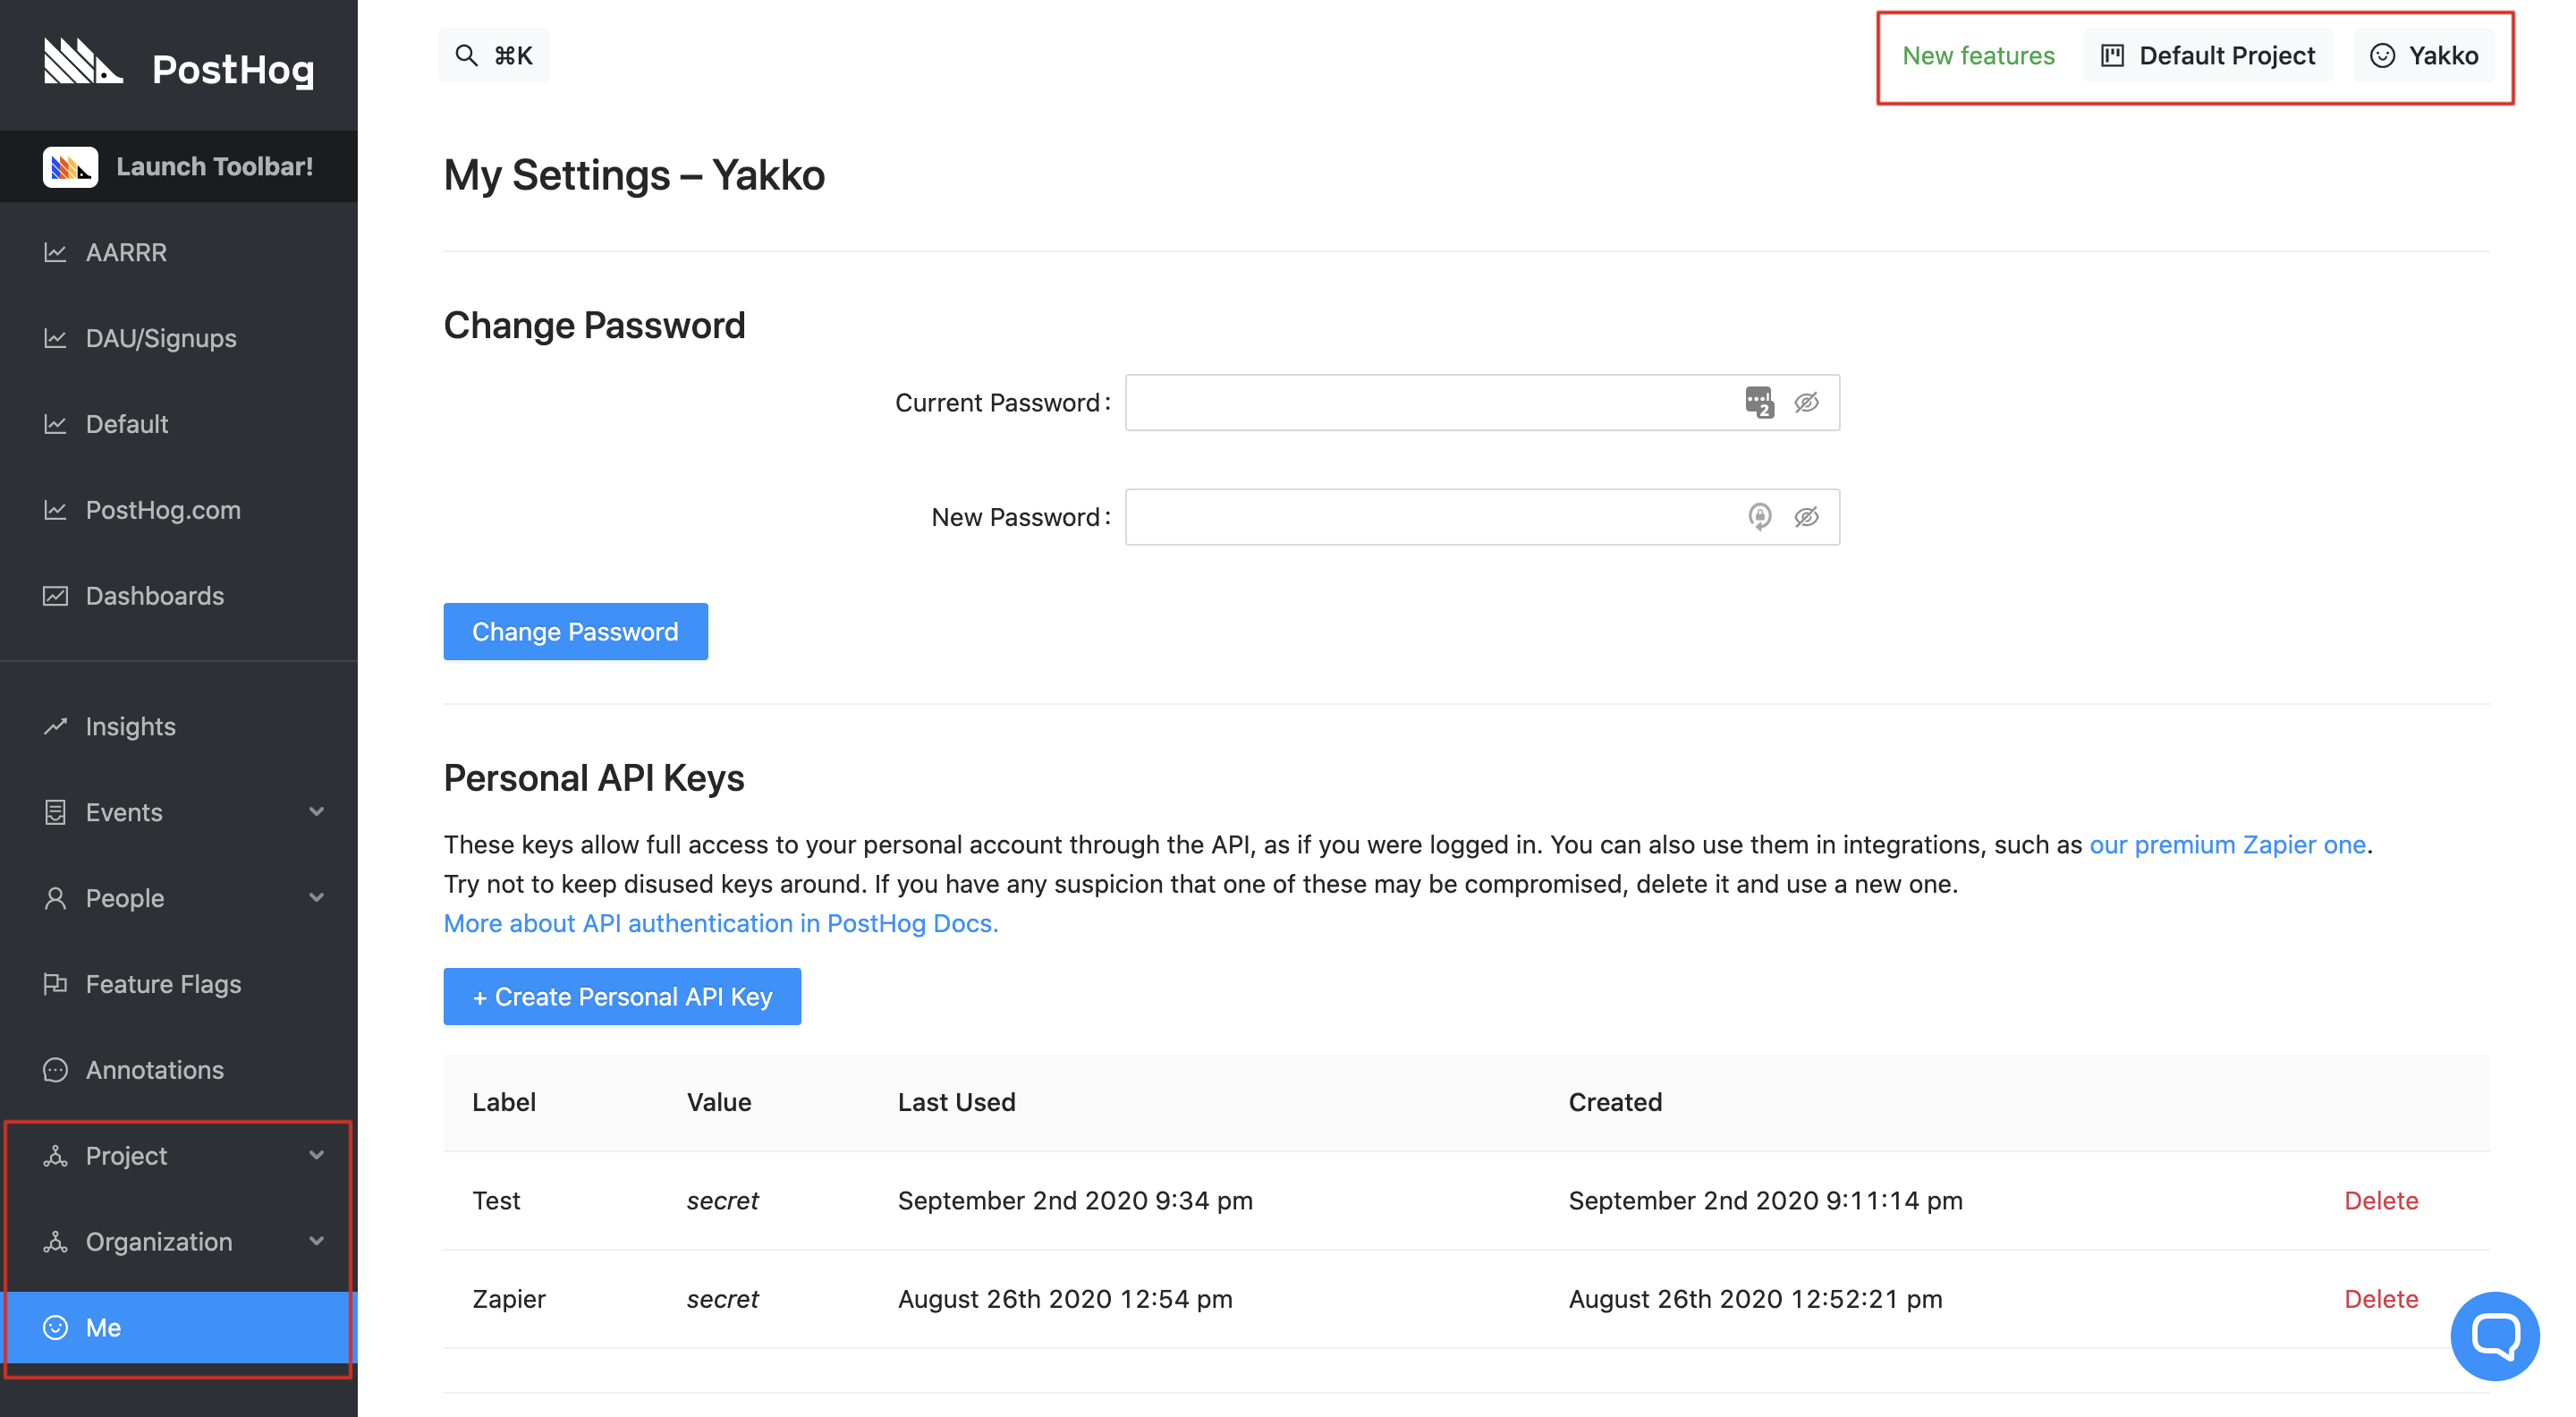 PostHog
Launch Toolbar!
AARRR
DAU/Signups
Default
PostHog.com
Dashboards
Insights
Events
People
Feature Flags
Annotations
Project
Organization
Me
⌘K
New features
Default Project
Yakko
My Settings – Yakko
Change Password
Current Password:
2
New Password:
Change Password
Personal API Keys
These keys allow full access to your personal account through the API, as if you were logged in. You can also use them in integrations, such as our premium Zapier one.
Try not to keep disused keys around. If you have any suspicion that one of these may be compromised, delete it and use a new one.
More about API authentication in PostHog Docs.
+ Create Personal API Key
Label Value Last Used Created
Test secret September 2nd 2020 9:34 pm September 2nd 2020 9:11:14 pm Delete
Zapier secret August 26th 2020 12:54 pm August 26th 2020 12:52:21 pm Delete